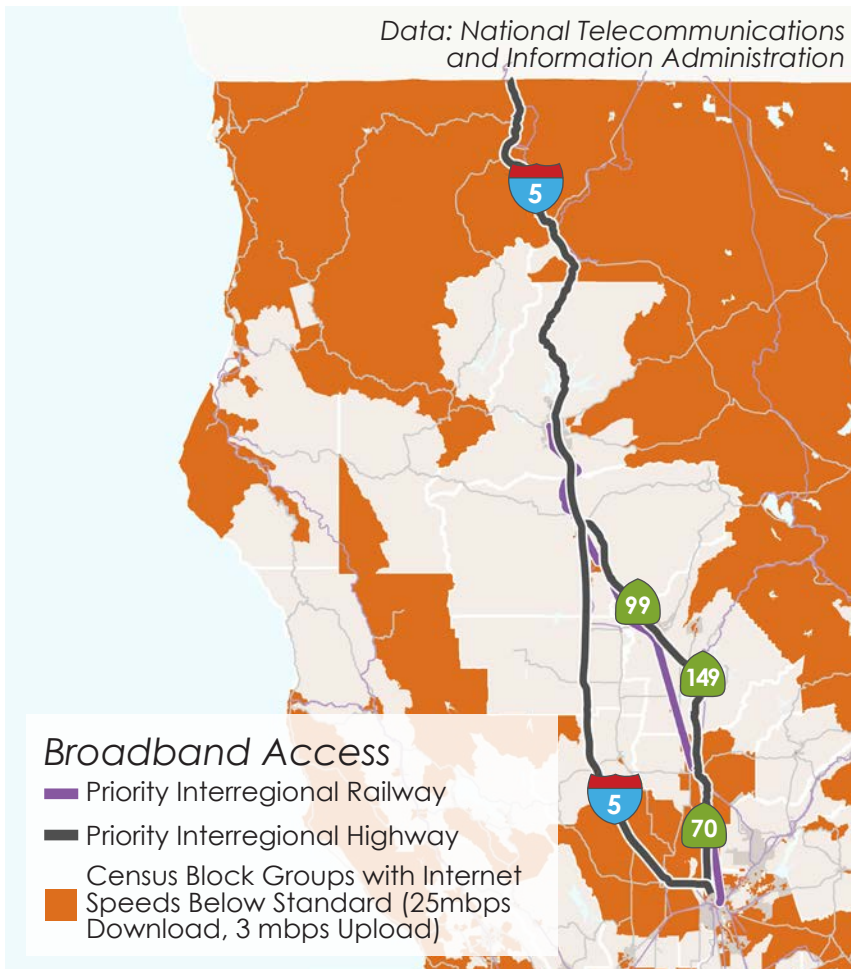 Data: National Telecommunications
and Information Administration
5
99
149
5
70
Broadband Access
Priority Interregional Railway
Priority Interregional Highway
Census Block Groups with Internet
Speeds Below Standard (25mbps
Download, 3 mbps Upload)